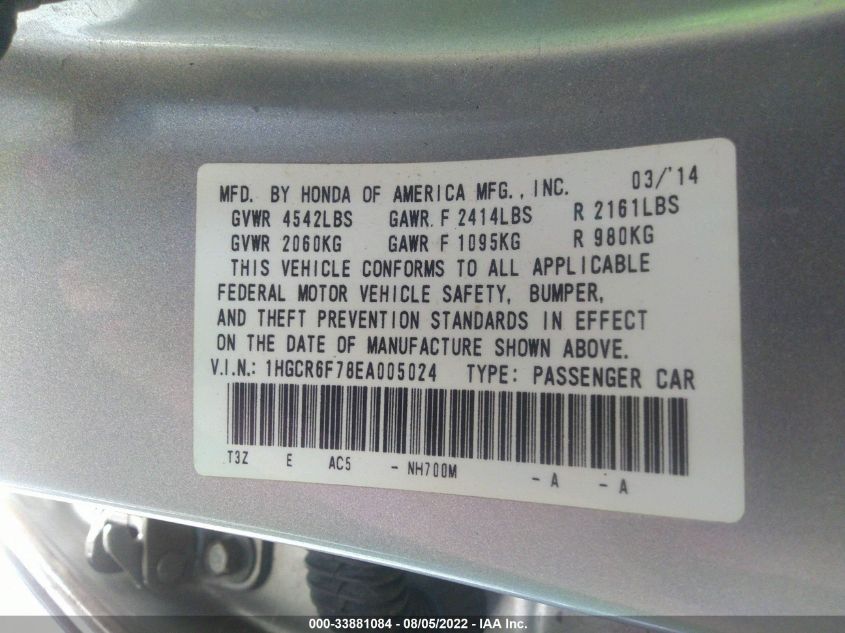 MFD. BY HONDA OF AMERICA MFG., INC. 03/'14
GVWR 4542LBS GAWR F 2414LBS R 2161LBS
GVWR 2060KG GAWR F 1095KG R 980KG
THIS VEHICLE CONFORMS TO ALL APPLICABLE
FEDERAL MOTOR VEHICLE SAFETY, BUMPER,
AND THEFT PREVENTION STANDARDS IN EFFECT
ON THE DATE OF MANUFACTURE SHOWN ABOVE.
V.I.N.: 1HGCR6F78EA005024 TYPE: PASSENGER CAR
T3Z E AC5 - NH700M - A - A
000-33881084 - 08/05/2022 - IAA Inc.